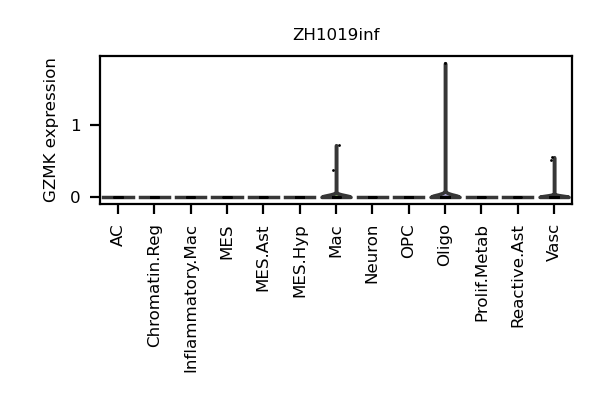 ZH1019inf
GZMK expression
1
0
AC
Chromatin.Reg
Inflammatory.Mac
MES
MES.Ast
MES.Hyp
Mac
Neuron
OPC
Oligo
Prolif.Metab
Reactive.Ast
Vasc